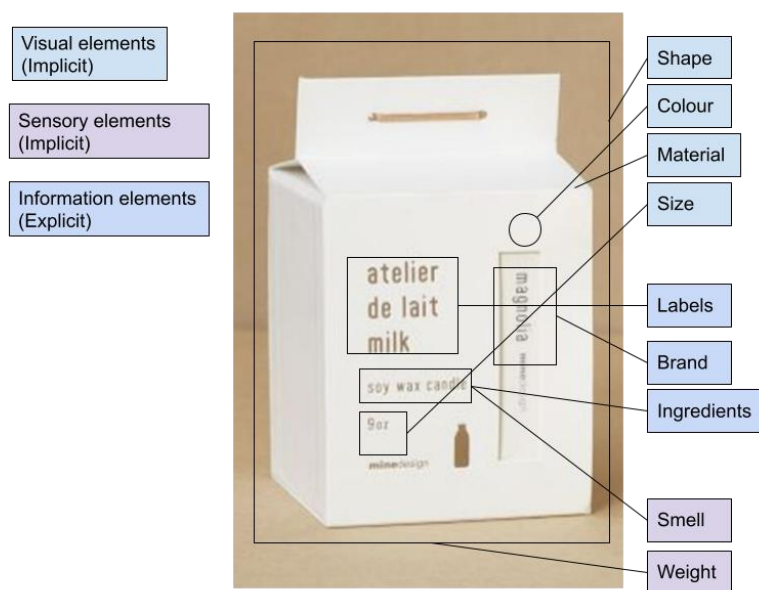 Visual elements
(Implicit)
Sensory elements
(Implicit)
Information elements
(Explicit)
Shape
Colour
Material
Size
Labels
Brand
Ingredients
Smell
Weight
atelier
de lait
milk
soy wax candle
9oz
minedesign
magnolia minedesign